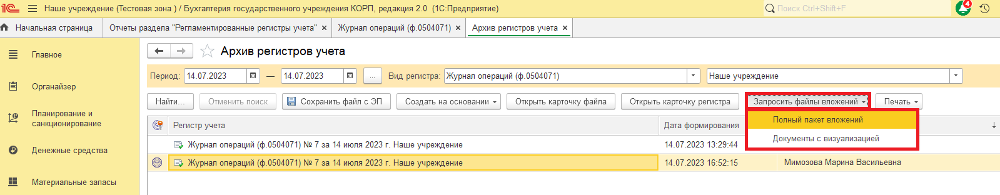 1С Наше учреждение (Тестовая зона ) / Бухгалтерия государственного учреждения КОРП, редакция 2.0 (1С:Предприятие) Поиск Ctrl+Shift+F 4
Начальная страница Отчеты раздела "Регламентированные регистры учета" × Журнал операций (ф.0504071) × Архив регистров учета ×
Главное
Органайзер
Планирование и
санкционирование
Денежные средства
Материальные запасы
Архив регистров учета
Период: 14.07.2023 — 14.07.2023 ... Вид регистра: Журнал операций (ф.0504071) Наше учреждение
Найти... Отменить поиск Сохранить файл с ЭП Создать на основании Открыть карточку файла Открыть карточку регистра Запросить файлы вложений Печать
Полный пакет вложений
Документы с визуализацией
Регистр учета Дата формирования
Журнал операций (ф.0504071) № 7 за 14 июля 2023 г. Наше учреждение 14.07.2023 13:29:44
Журнал операций (ф.0504071) № 7 за 14 июля 2023 г. Наше учреждение 14.07.2023 16:52:15 Мимозова Марина Васильевна